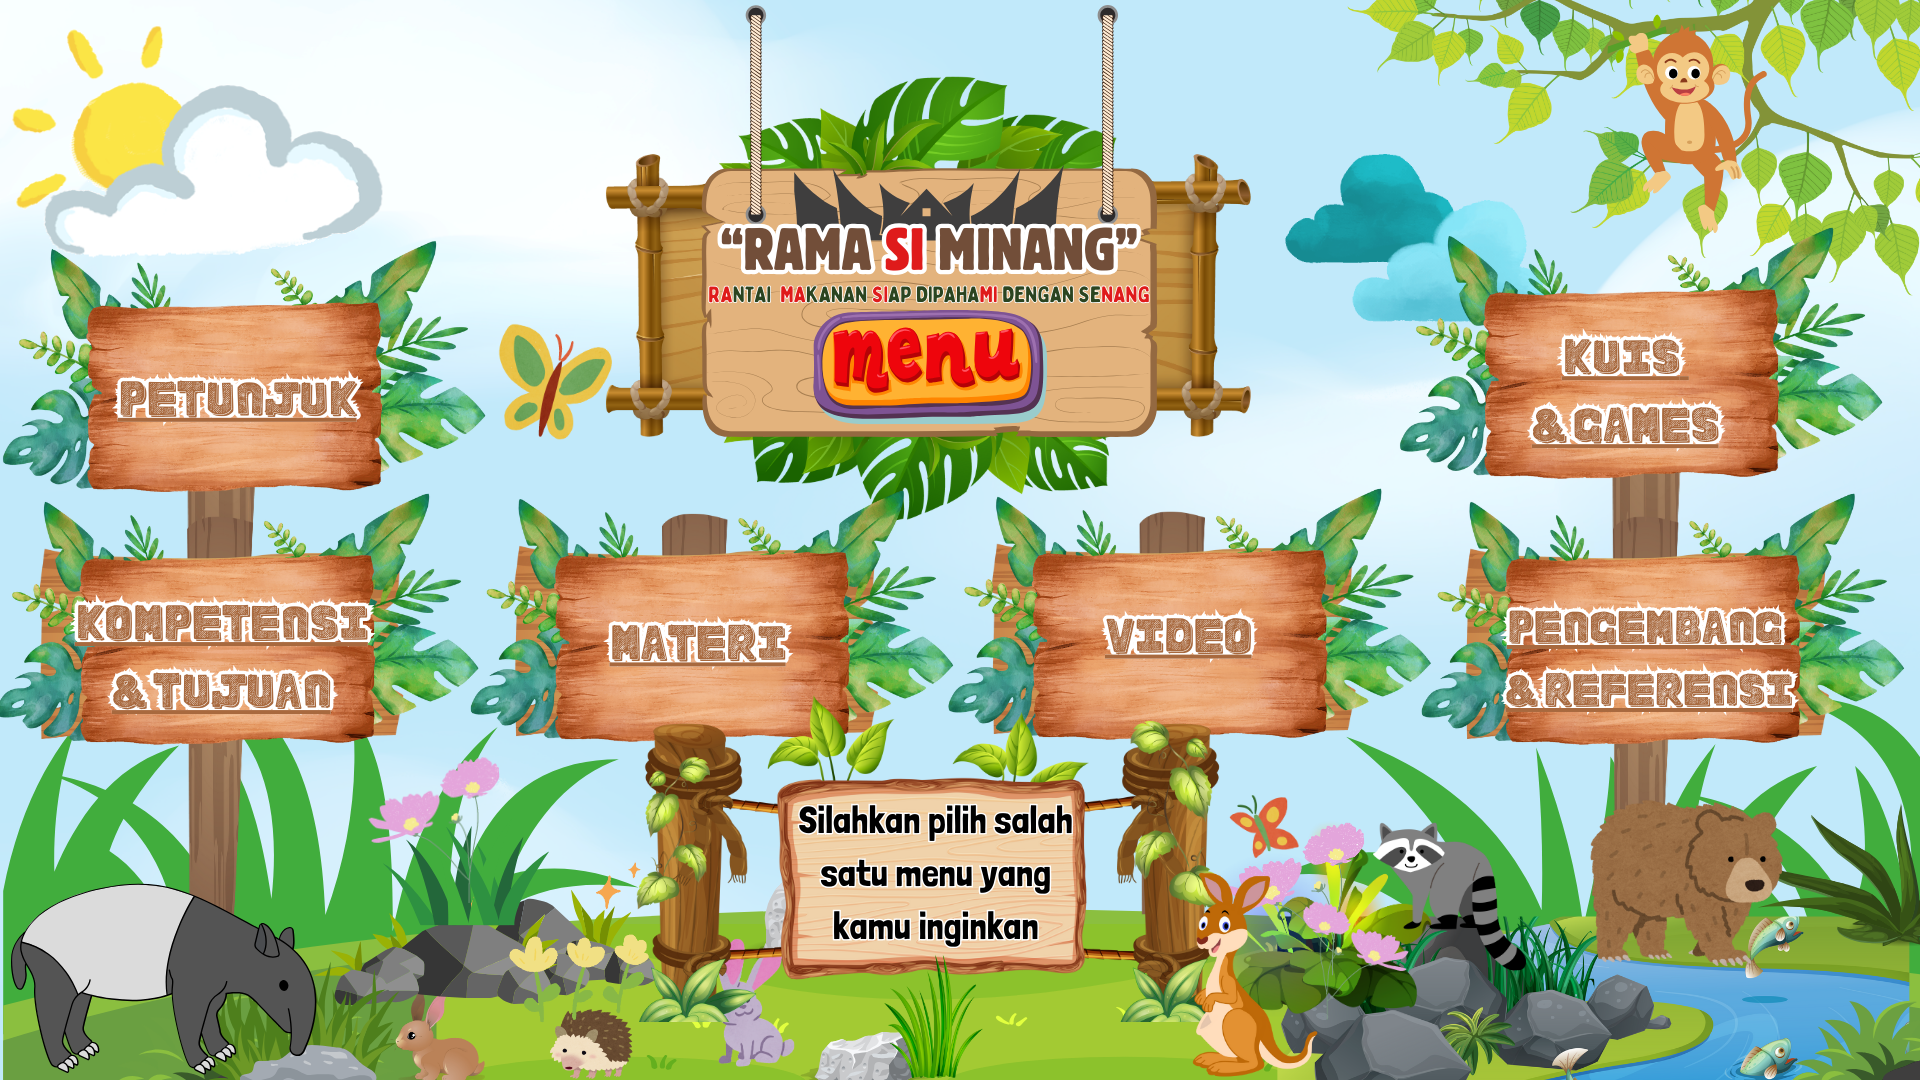 “RAMA SI MINANG”
RANTAI MAKANAN SIAP DIPAHAMI DENGAN SENANG
menu
PETUNJUK
KUIS
& GAMES
KOMPETENSI
& TUJUAN
MATERI
VIDEO
PENGEMBANG
& REFERENSI
Silahkan pilih salah
satu menu yang
kamu inginkan